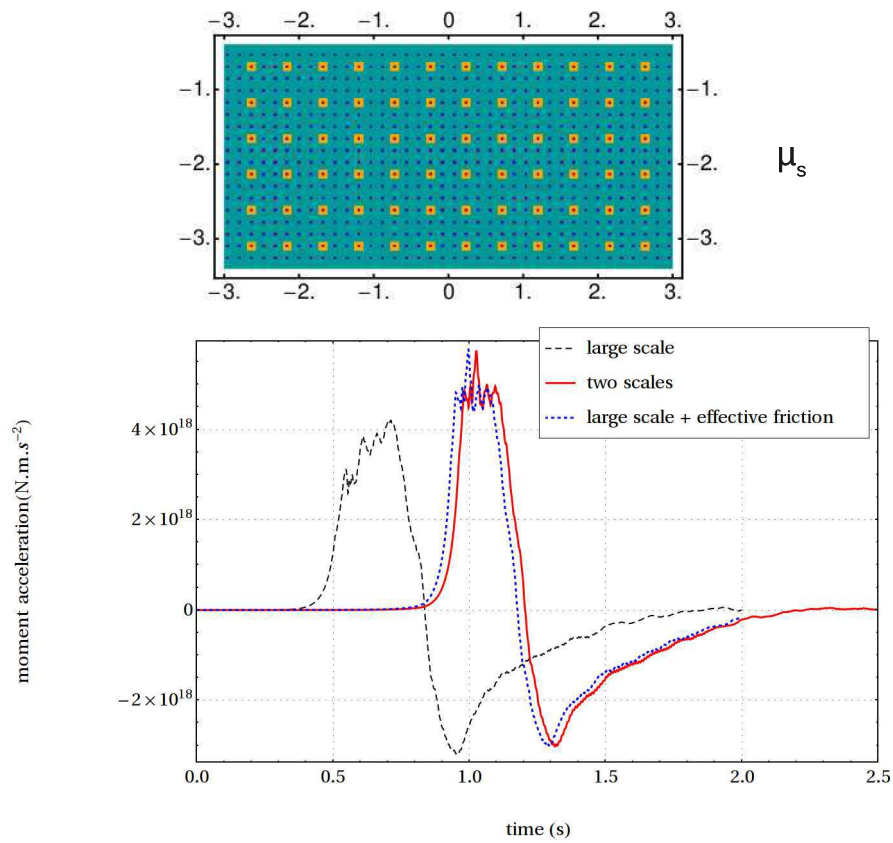 −3. −2. −1. 0 1. 2. 3.
−1. −1.
−2. −2.
−3. −3.
−3. −2. −1. 0 1. 2. 3.
μs
large scale
two scales
large scale + effective friction
moment acceleration(N.m.s−2)
4×10^18
2×10^18
0
−2×10^18
0.0 0.5 1.0 1.5 2.0 2.5
time (s)